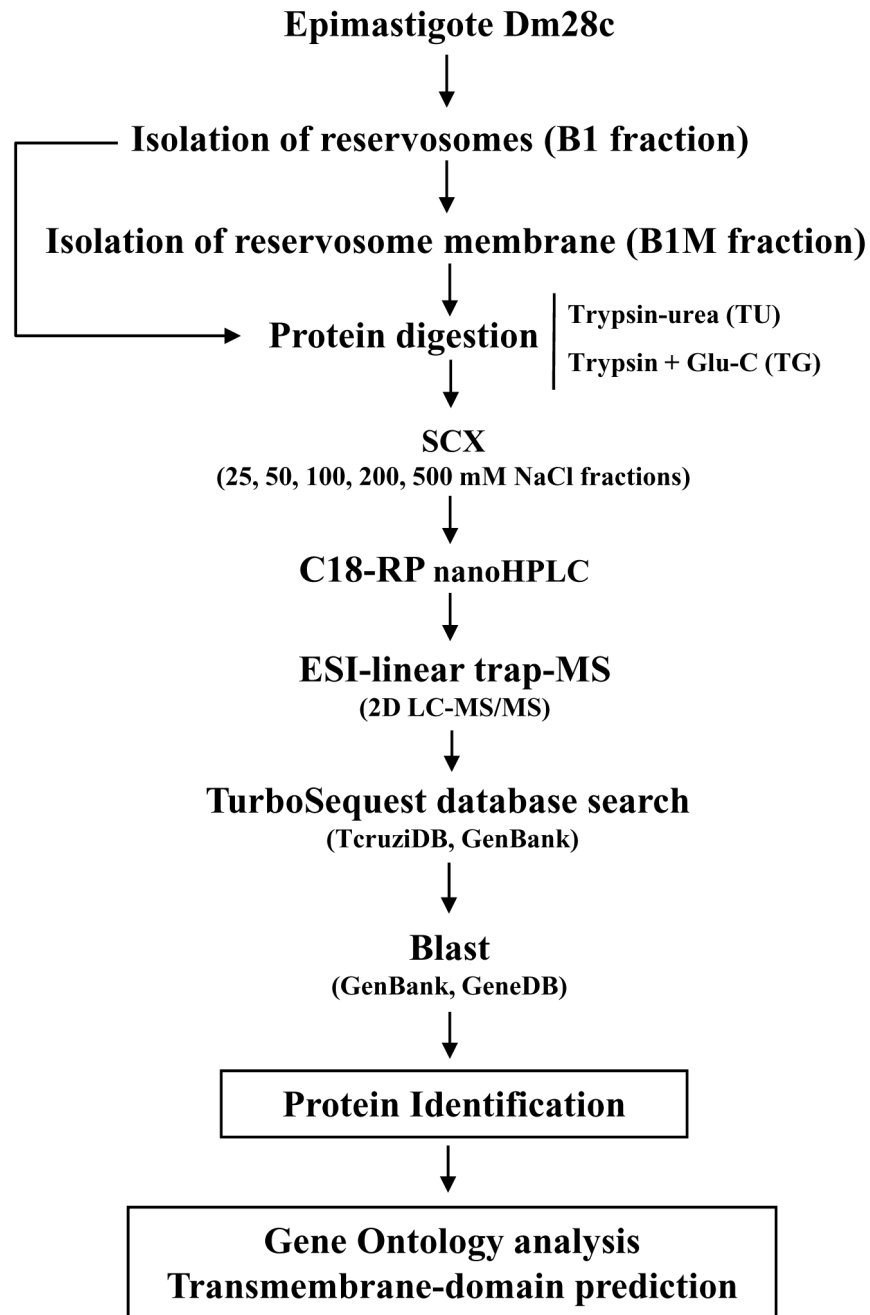 Epimastigote Dm28c
Isolation of reservosomes (B1 fraction)
Isolation of reservosome membrane (B1M fraction)
Protein digestion
Trypsin-urea (TU)
Trypsin + Glu-C (TG)
SCX
(25, 50, 100, 200, 500 mM NaCl fractions)
C18-RP nanoHPLC
ESI-linear trap-MS
(2D LC-MS/MS)
TurboSequest database search
(TcruziDB, GenBank)
Blast
(GenBank, GeneDB)
Protein Identification
Gene Ontology analysis
Transmembrane-domain prediction